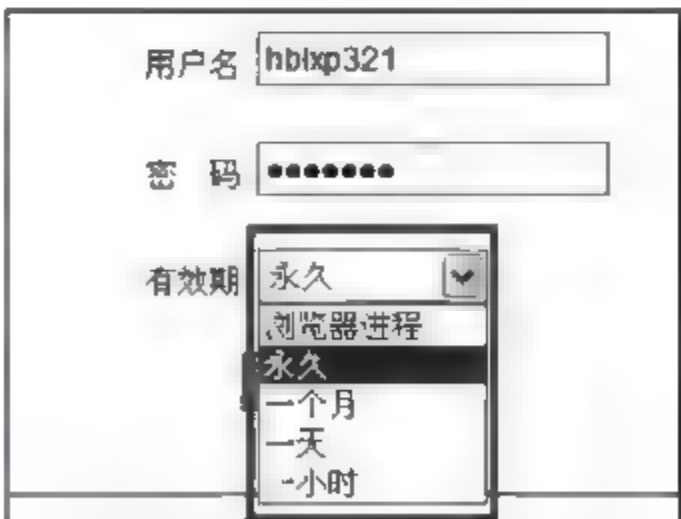 用户名 hblxp321
密 码 •••••••
有效期 永久
浏览器进程
永久
一个月
一天
一小时